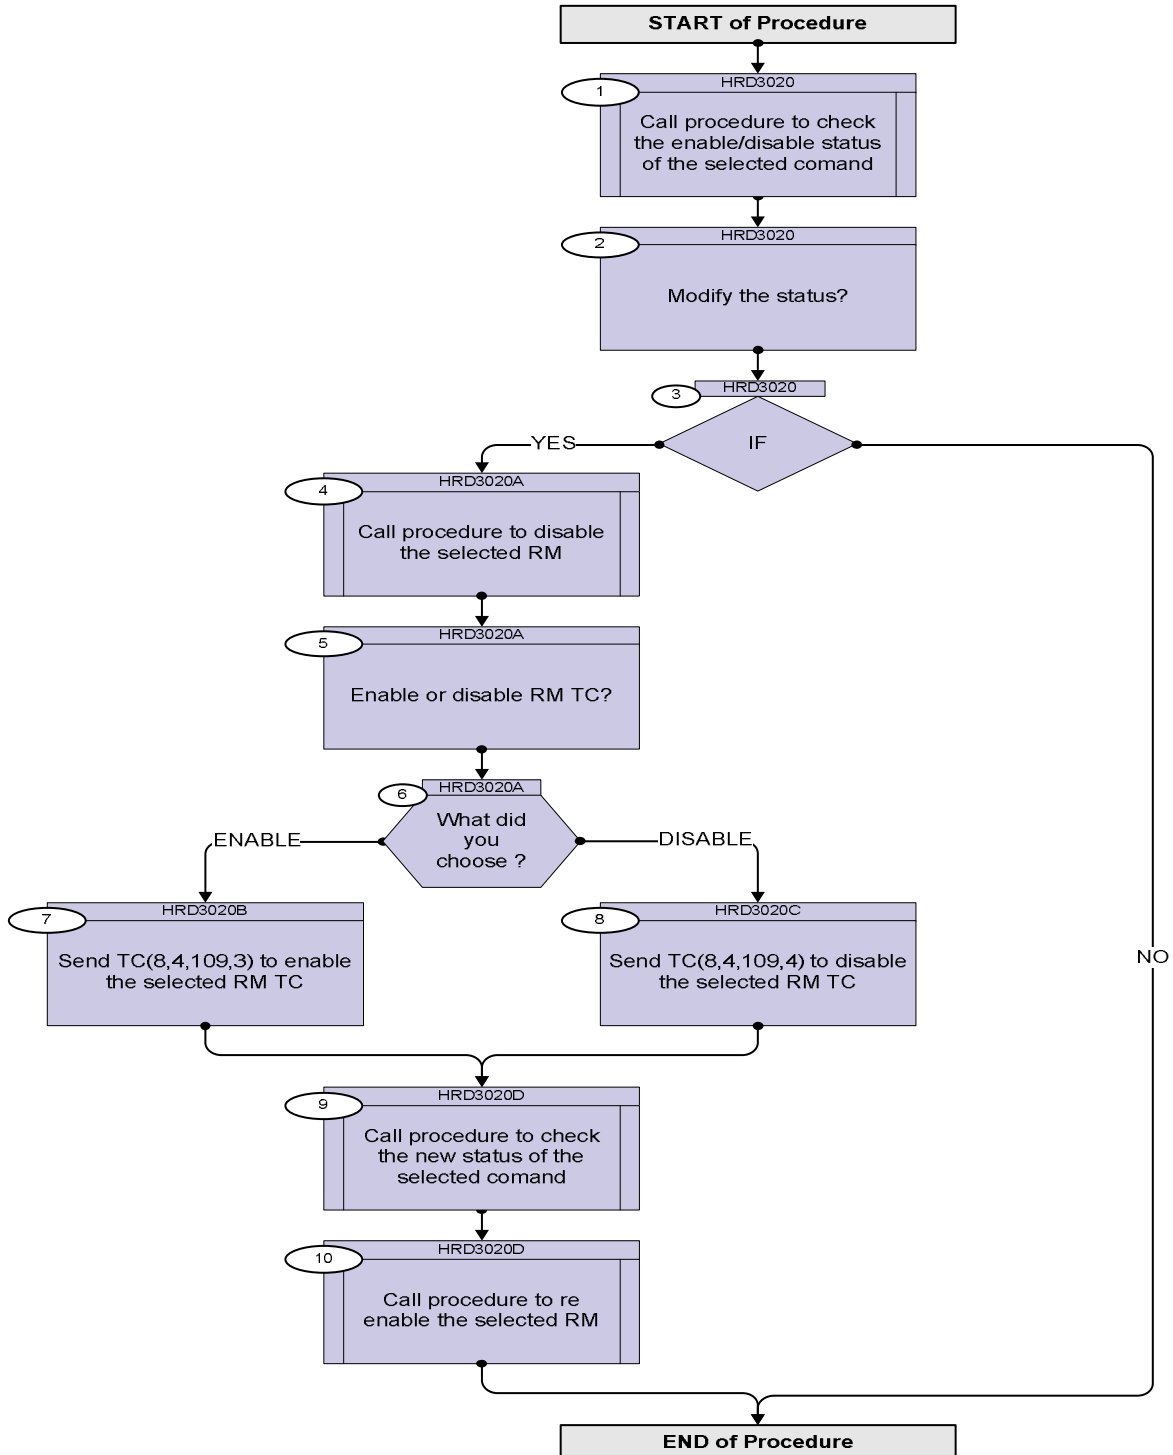 START of Procedure
HRD3020
1
Call procedure to check
the enable/disable status
of the selected comand
HRD3020
2
Modify the status?
HRD3020
3
IF
YES
HRD3020A
4
Call procedure to disable
the selected RM
HRD3020A
5
Enable or disable RM TC?
HRD3020A
6
What did
you
choose ?
ENABLE
DISABLE
HRD3020B
7
Send TC(8,4,109,3) to enable
the selected RM TC
HRD3020C
8
Send TC(8,4,109,4) to disable
the selected RM TC
NO
HRD3020D
9
Call procedure to check
the new status of the
selected comand
HRD3020D
10
Call procedure to re
enable the selected RM
END of Procedure